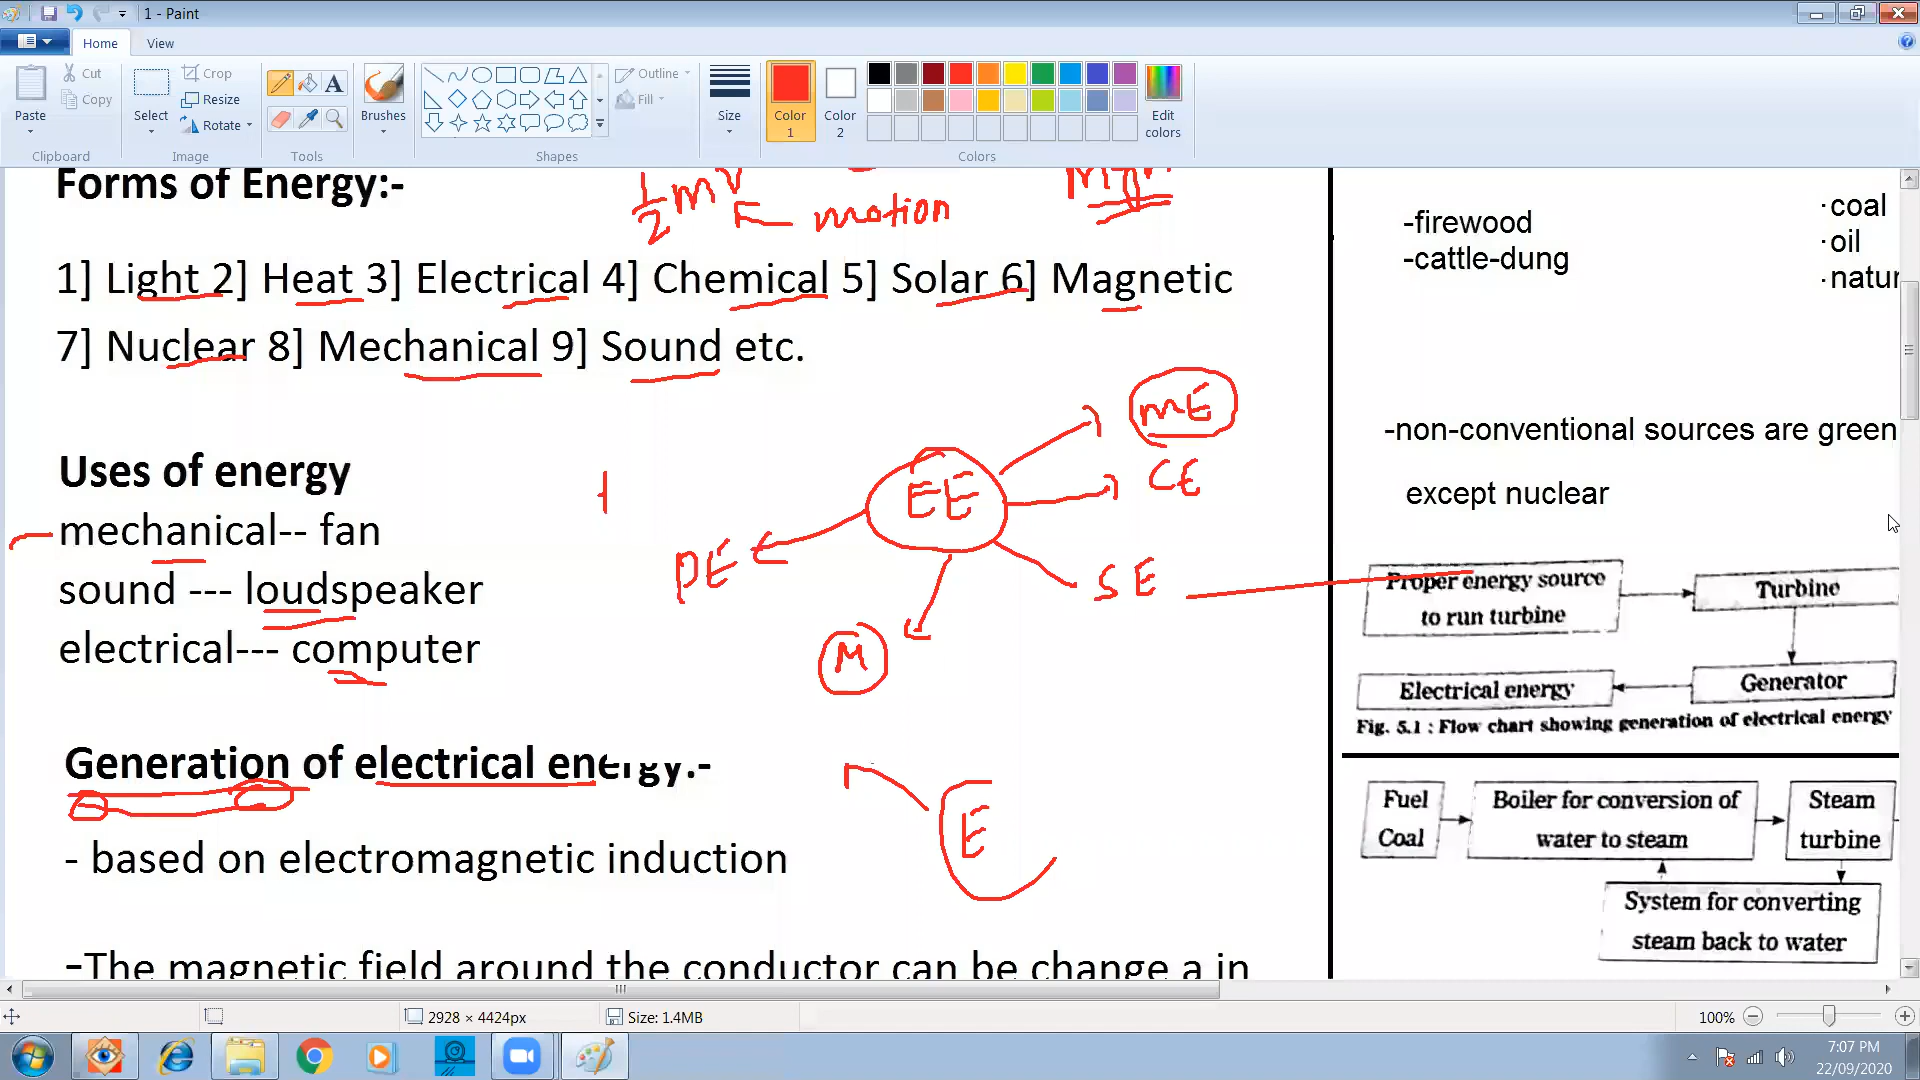 1 - Paint
Home
View
Paste
Cut
Copy
Clipboard
Select
Crop
Resize
Rotate
Image
Tools
Brushes
Shapes
Outline
Fill
Size
Color 1
Color 2
Edit colors
Colors
Forms of Energy:-
1/2 mv
motion
1] Light 2] Heat 3] Electrical 4] Chemical 5] Solar 6] Magnetic
7] Nuclear 8] Mechanical 9] Sound etc.
mE
EE
CE
PE
SE
M
Uses of energy
mechanical-- fan
sound --- loudspeaker
electrical--- computer
Generation of electrical energy:-
E
- based on electromagnetic induction
-The magnetic field around the conductor can be change a in
-firewood
-cattle-dung
·coal
·oil
·natur
-non-conventional sources are green
except nuclear
Proper energy source
to run turbine
Turbine
Electrical energy
Generator
Fig. 5.1 : Flow chart showing generation of electrical energy
Fuel
Coal
Boiler for conversion of
water to steam
Steam
turbine
System for converting
steam back to water
2928 × 4424px
Size: 1.4MB
100%
7:07 PM
22/09/2020